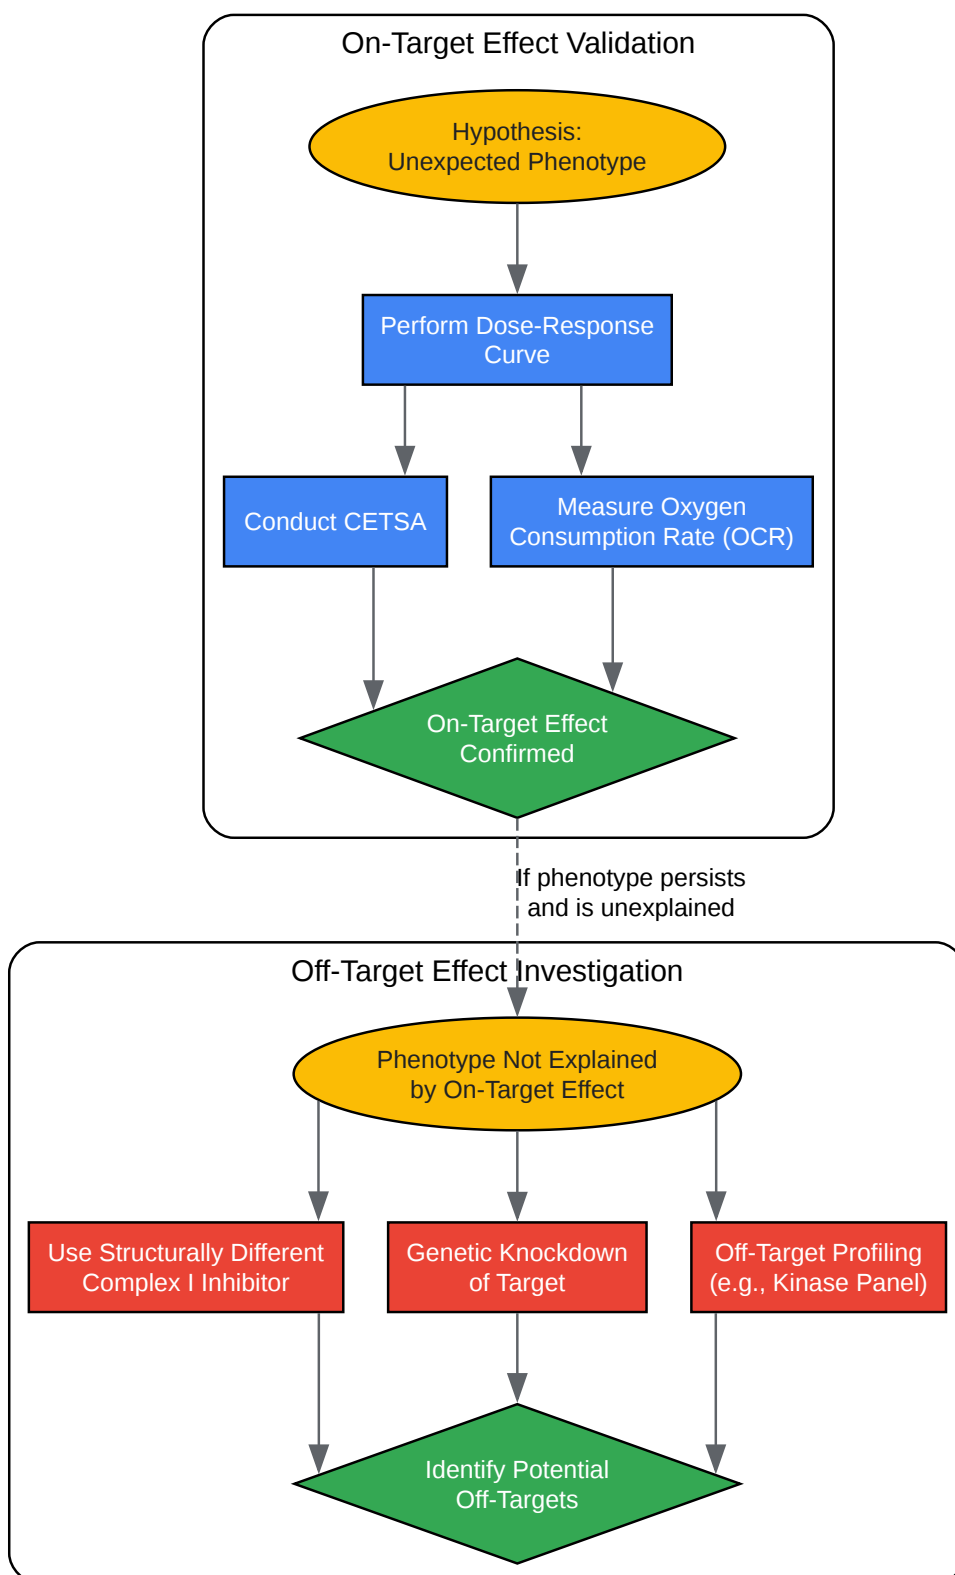 On-Target Effect Validation
Hypothesis:
Unexpected Phenotype
Perform Dose-Response
Curve
Conduct CETSA
Measure Oxygen
Consumption Rate (OCR)
On-Target Effect
Confirmed
If phenotype persists
and is unexplained
Off-Target Effect Investigation
Phenotype Not Explained
by On-Target Effect
Use Structurally Different
Complex I Inhibitor
Genetic Knockdown
of Target
Off-Target Profiling
(e.g., Kinase Panel)
Identify Potential
Off-Targets